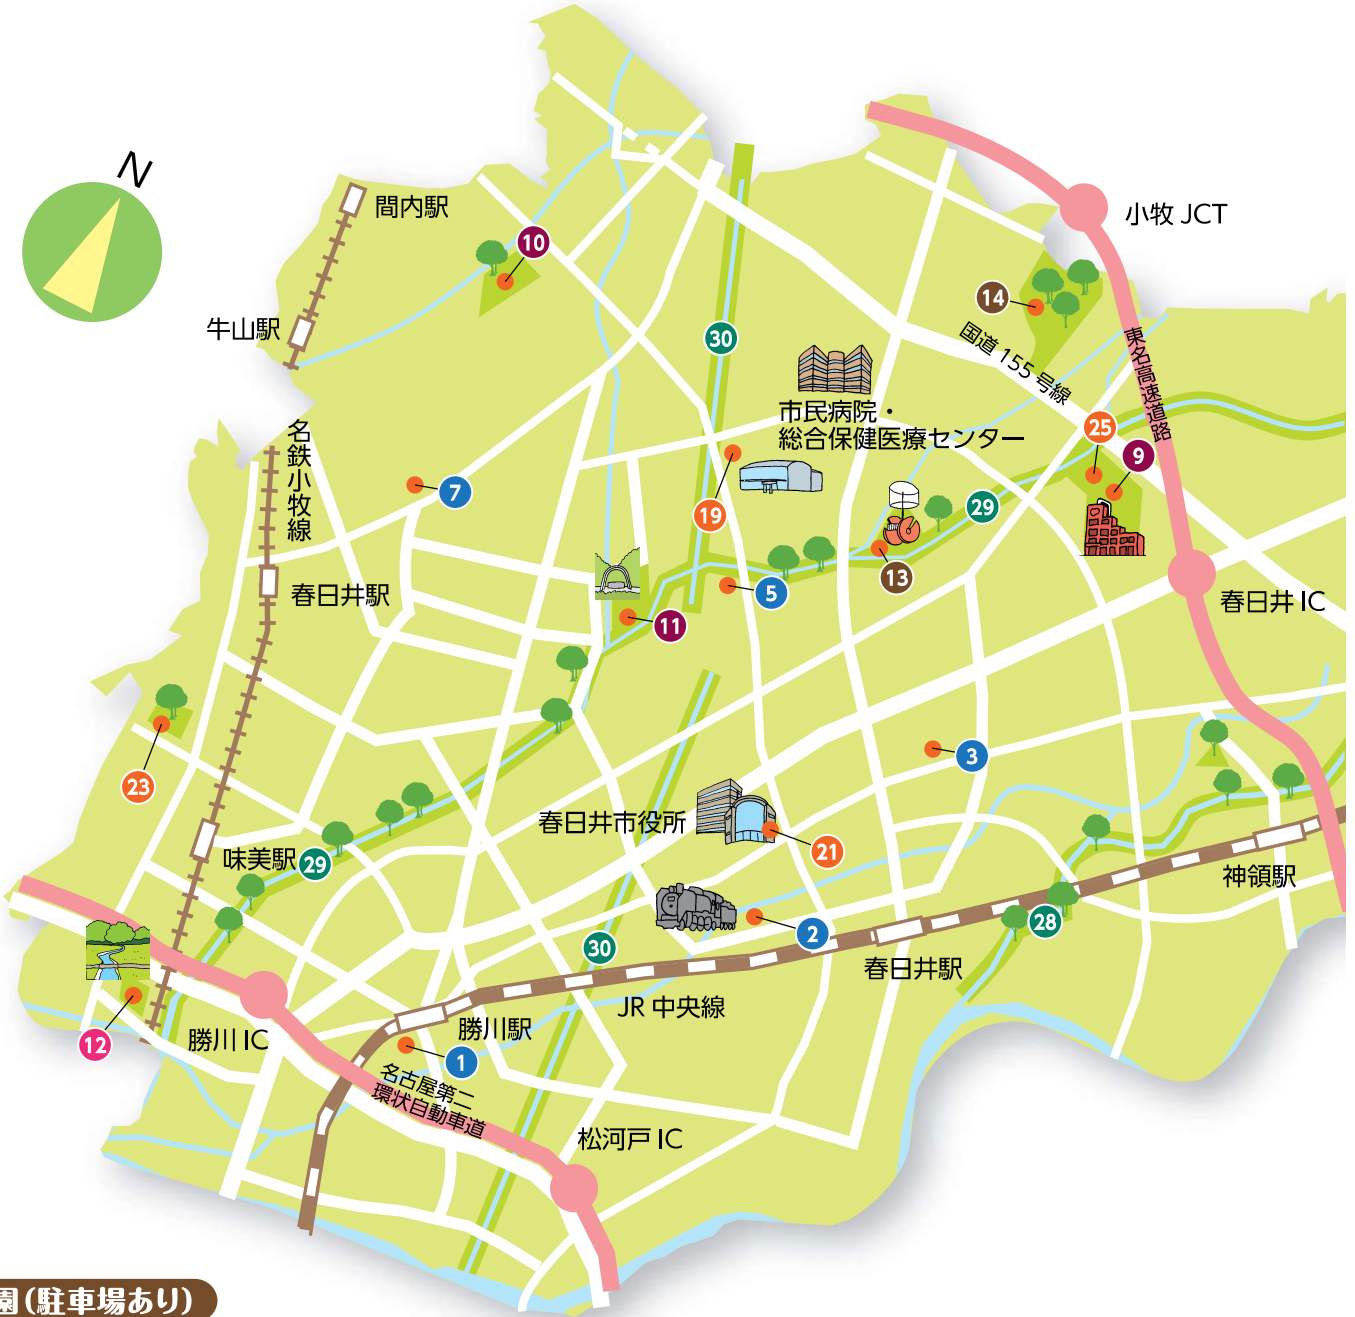 N
間内駅
小牧 JCT
10
14
牛山駅
30
国道 155 号線
東名高速道路
市民病院・
総合保健医療センター
25
名鉄小牧線
9
7
19
29
13
春日井駅
5
春日井 IC
11
3
23
春日井市役所
21
味美駅
29
神領駅
28
2
30
春日井駅
JR 中央線
12
勝川 IC
勝川駅
1
名古屋第二
環状自動車道
松河戸 IC
園(駐車場あり)